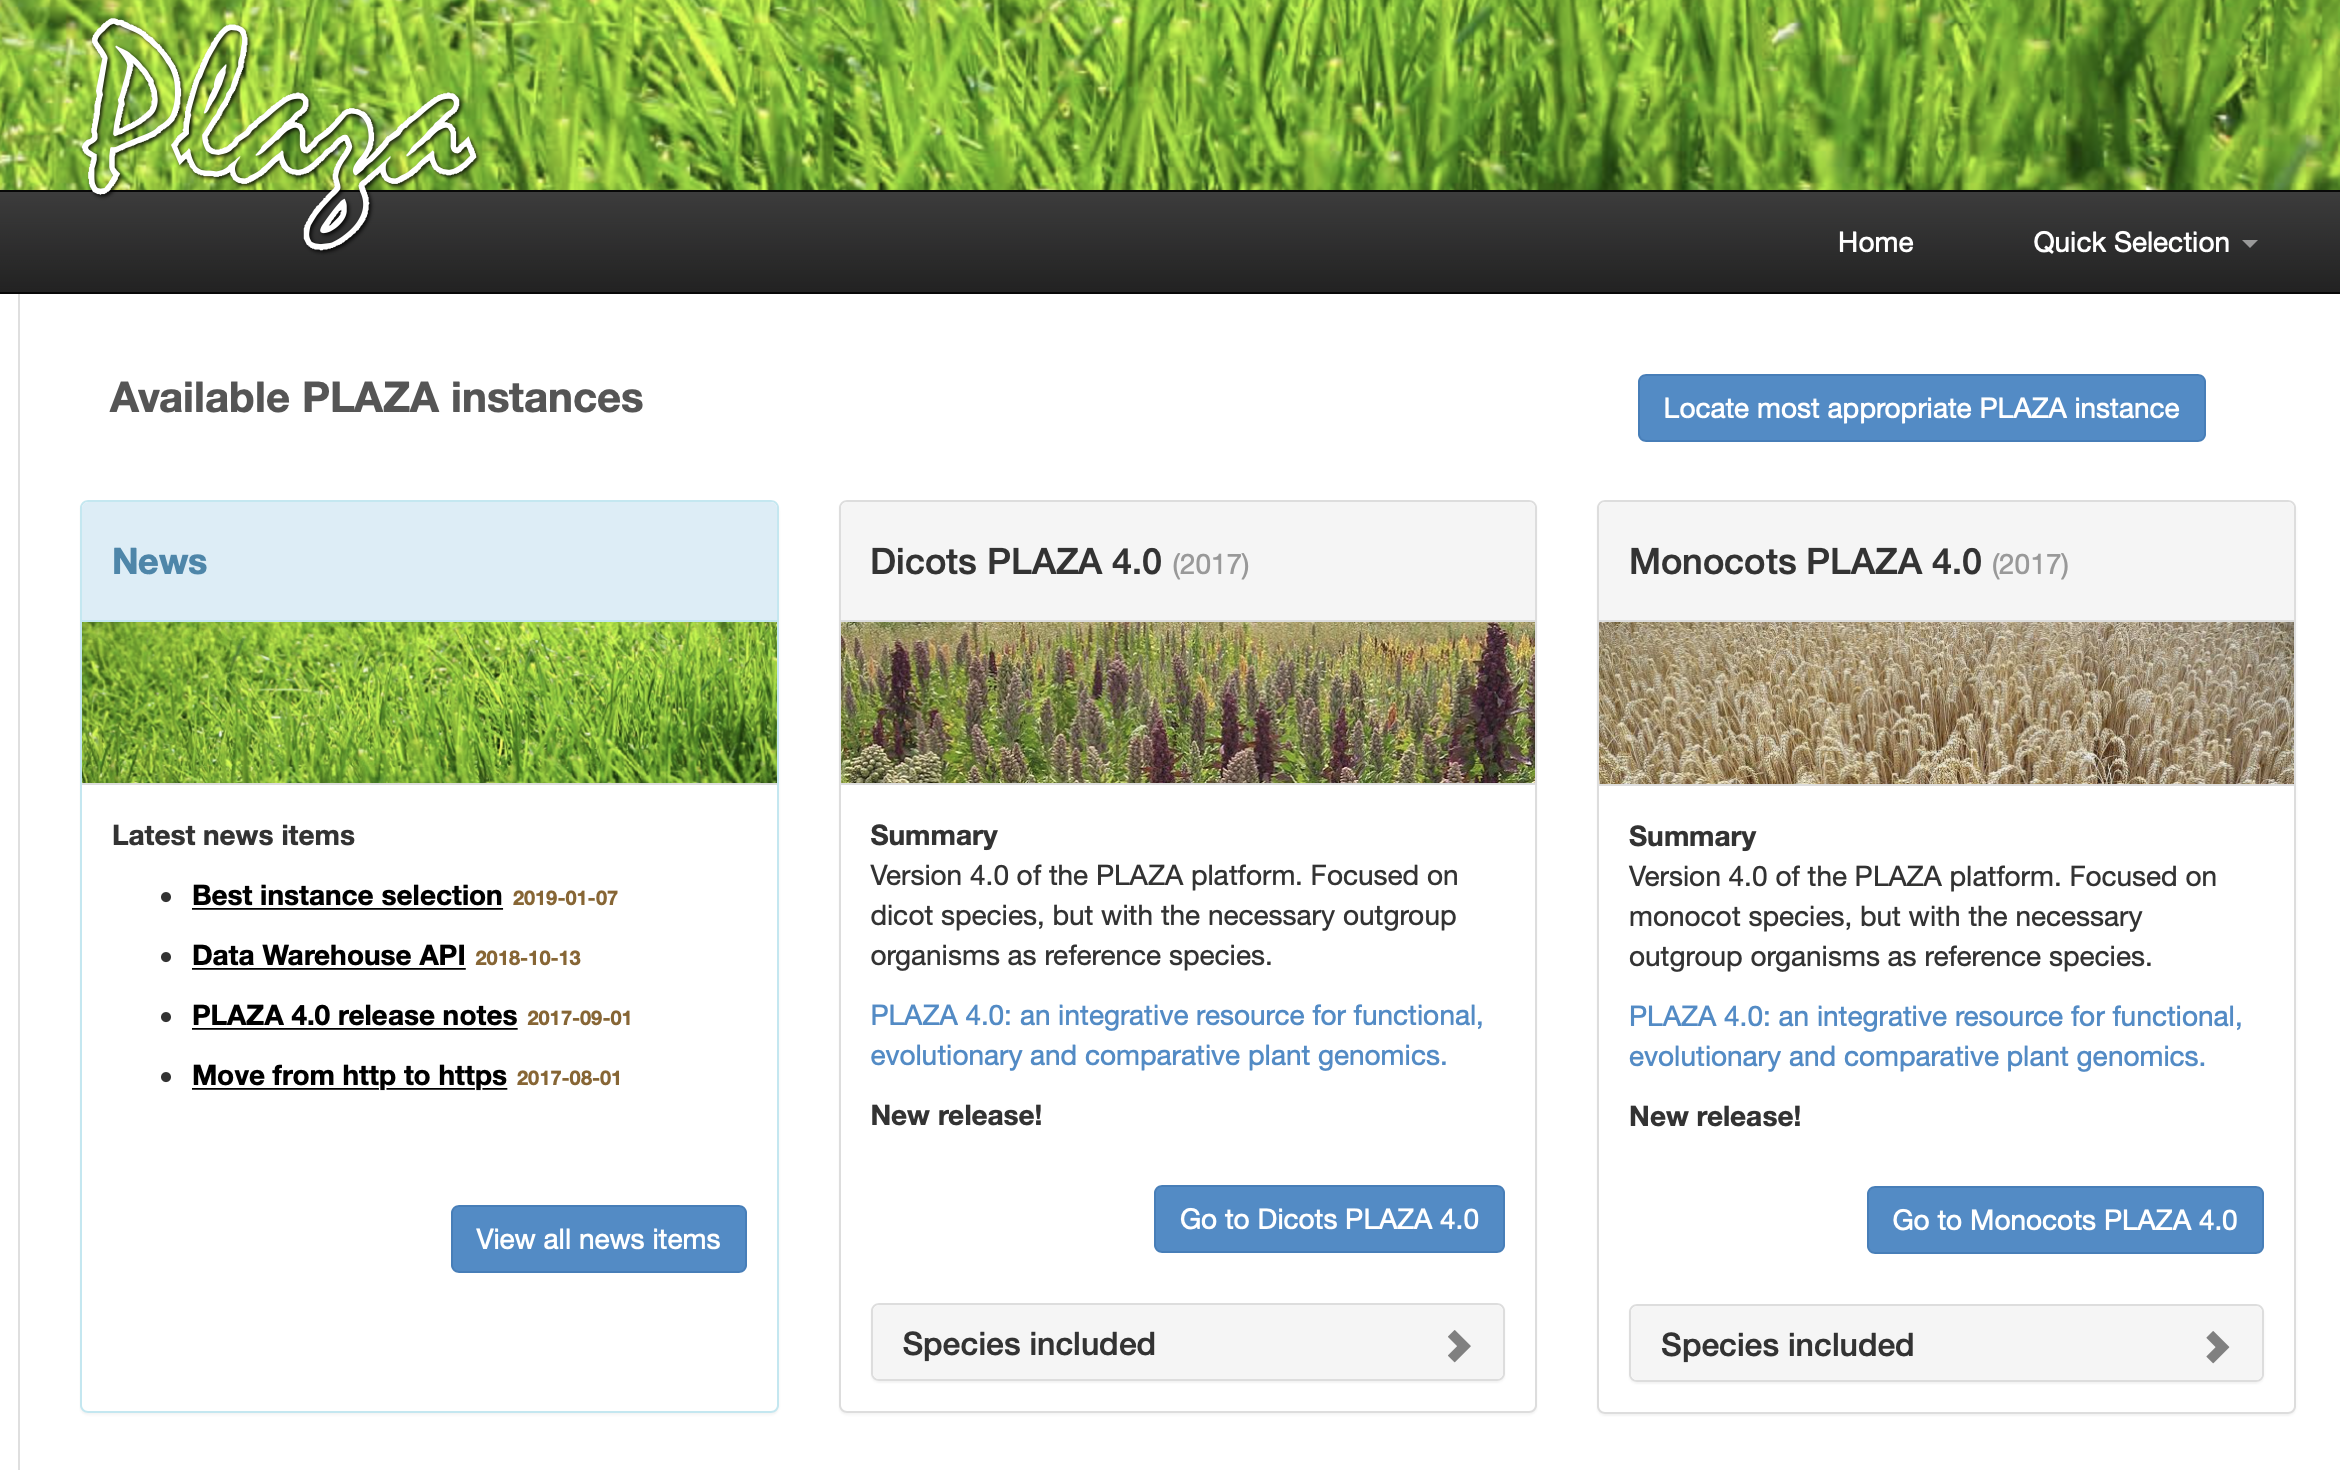 Plaza
Home
Quick Selection
Available PLAZA instances
Locate most appropriate PLAZA instance
News
Latest news items
Best instance selection 2019-01-07
Data Warehouse API 2018-10-13
PLAZA 4.0 release notes 2017-09-01
Move from http to https 2017-08-01
View all news items
Dicots PLAZA 4.0 (2017)
Summary
Version 4.0 of the PLAZA platform. Focused on
dicot species, but with the necessary outgroup
organisms as reference species.
PLAZA 4.0: an integrative resource for functional,
evolutionary and comparative plant genomics.
New release!
Go to Dicots PLAZA 4.0
Species included
Monocots PLAZA 4.0 (2017)
Summary
Version 4.0 of the PLAZA platform. Focused on
monocot species, but with the necessary
outgroup organisms as reference species.
PLAZA 4.0: an integrative resource for functional,
evolutionary and comparative plant genomics.
New release!
Go to Monocots PLAZA 4.0
Species included